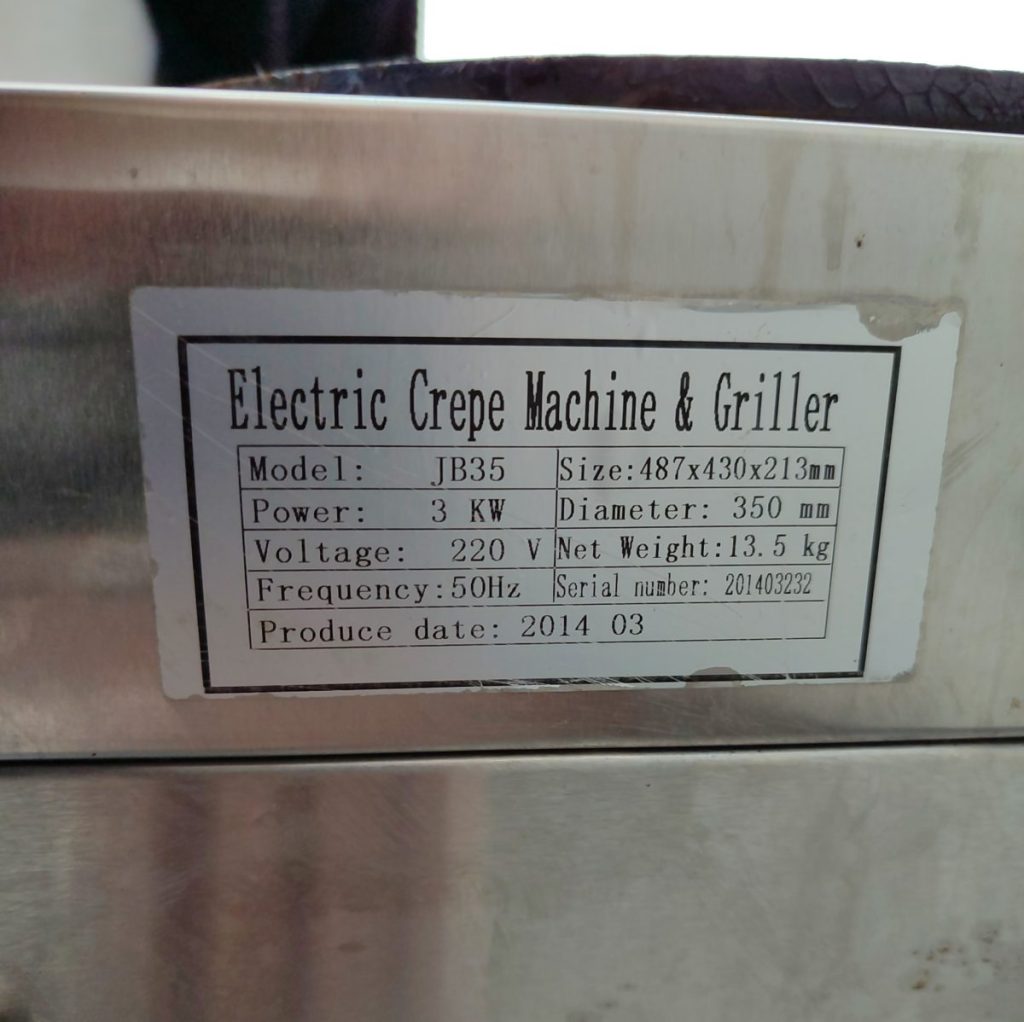 Electric Crepe Machine & Griller
Model: JB35 Size:487x430x213mm
Power: 3 KW Diameter: 350 mm
Voltage: 220 V Net Weight:13.5 kg
Frequency:50Hz Serial number: 201403232
Produce date: 2014 03